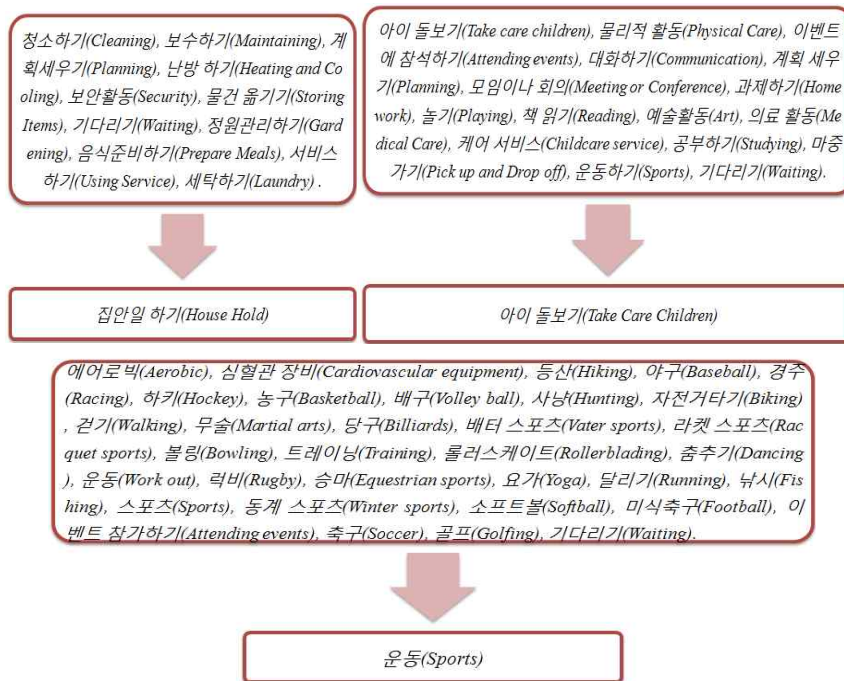 청소하기(Cleaning), 보수하기(Maintaining), 계
획세우기(Planning), 난방 하기(Heating and Co
oling), 보안활동(Security), 물건 옮기기(Storing
Items), 기다리기(Waiting), 정원관리하기(Gard
ening), 음식준비하기(Prepare Meals), 서비스
하기(Using Service), 세탁하기(Laundry) .
아이 돌보기(Take care children), 물리적 활동(Physical Care), 이벤트
에 참석하기(Attending events), 대화하기(Communication), 계획 세우
기(Planning), 모임이나 회의(Meeting or Conference), 과제하기(Home
work), 놀기(Playing), 책 읽기(Reading), 예술활동(Art), 의료 활동(Me
dical Care), 케어 서비스(Childcare service), 공부하기(Studying), 마중
가기(Pick up and Drop off), 운동하기(Sports), 기다리기(Waiting).
집안일 하기(House Hold)
아이 돌보기(Take Care Children)
에어로빅(Aerobic), 심혈관 장비(Cardiovascular equipment), 등산(Hiking), 야구(Baseball), 경주
(Racing), 하키(Hockey), 농구(Basketball), 배구(Volley ball), 사냥(Hunting), 자전거타기(Biking)
, 걷기(Walking), 무술(Martial arts), 당구(Billiards), 배터 스포츠(Vater sports), 라켓 스포츠(Rac
quet sports), 볼링(Bowling), 트레이닝(Training), 롤러스케이트(Rollerblading), 춤추기(Dancing
), 운동(Work out), 럭비(Rugby), 승마(Equestrian sports), 요가(Yoga), 달리기(Running), 낚시(Fis
hing), 스포츠(Sports), 동계 스포츠(Winter sports), 소프트볼(Softball), 미식축구(Football), 이
벤트 참가하기(Attending events), 축구(Soccer), 골프(Golfing), 기다리기(Waiting).
운동(Sports)